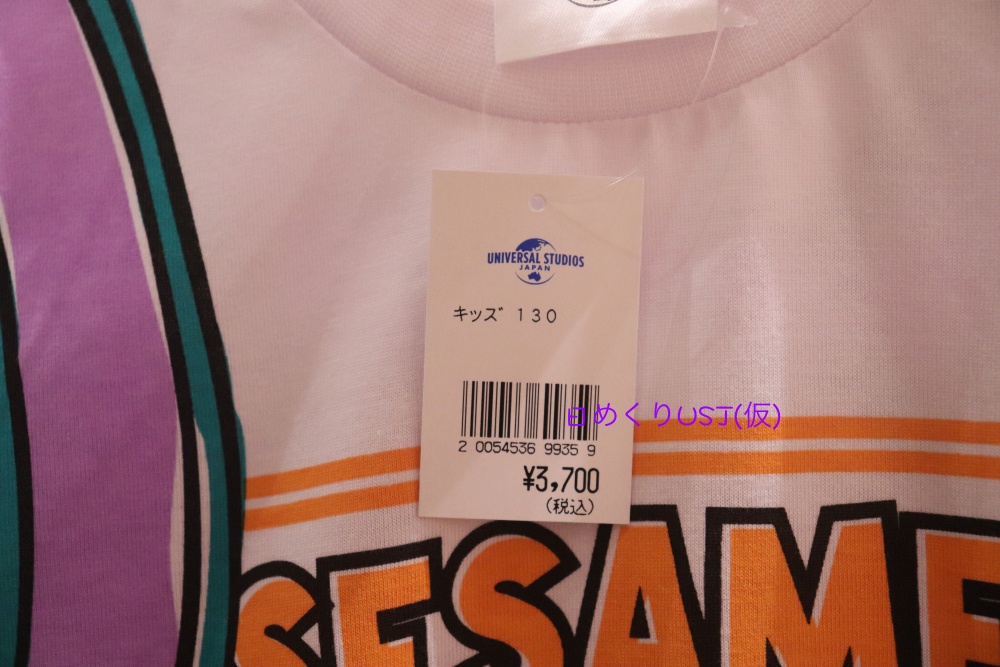 UNIVERSAL STUDIOS
JAPAN
キッズ 130
日めくりUSJ(仮)
2 0054536 9935 9
¥3,700
(税込)
SESAME